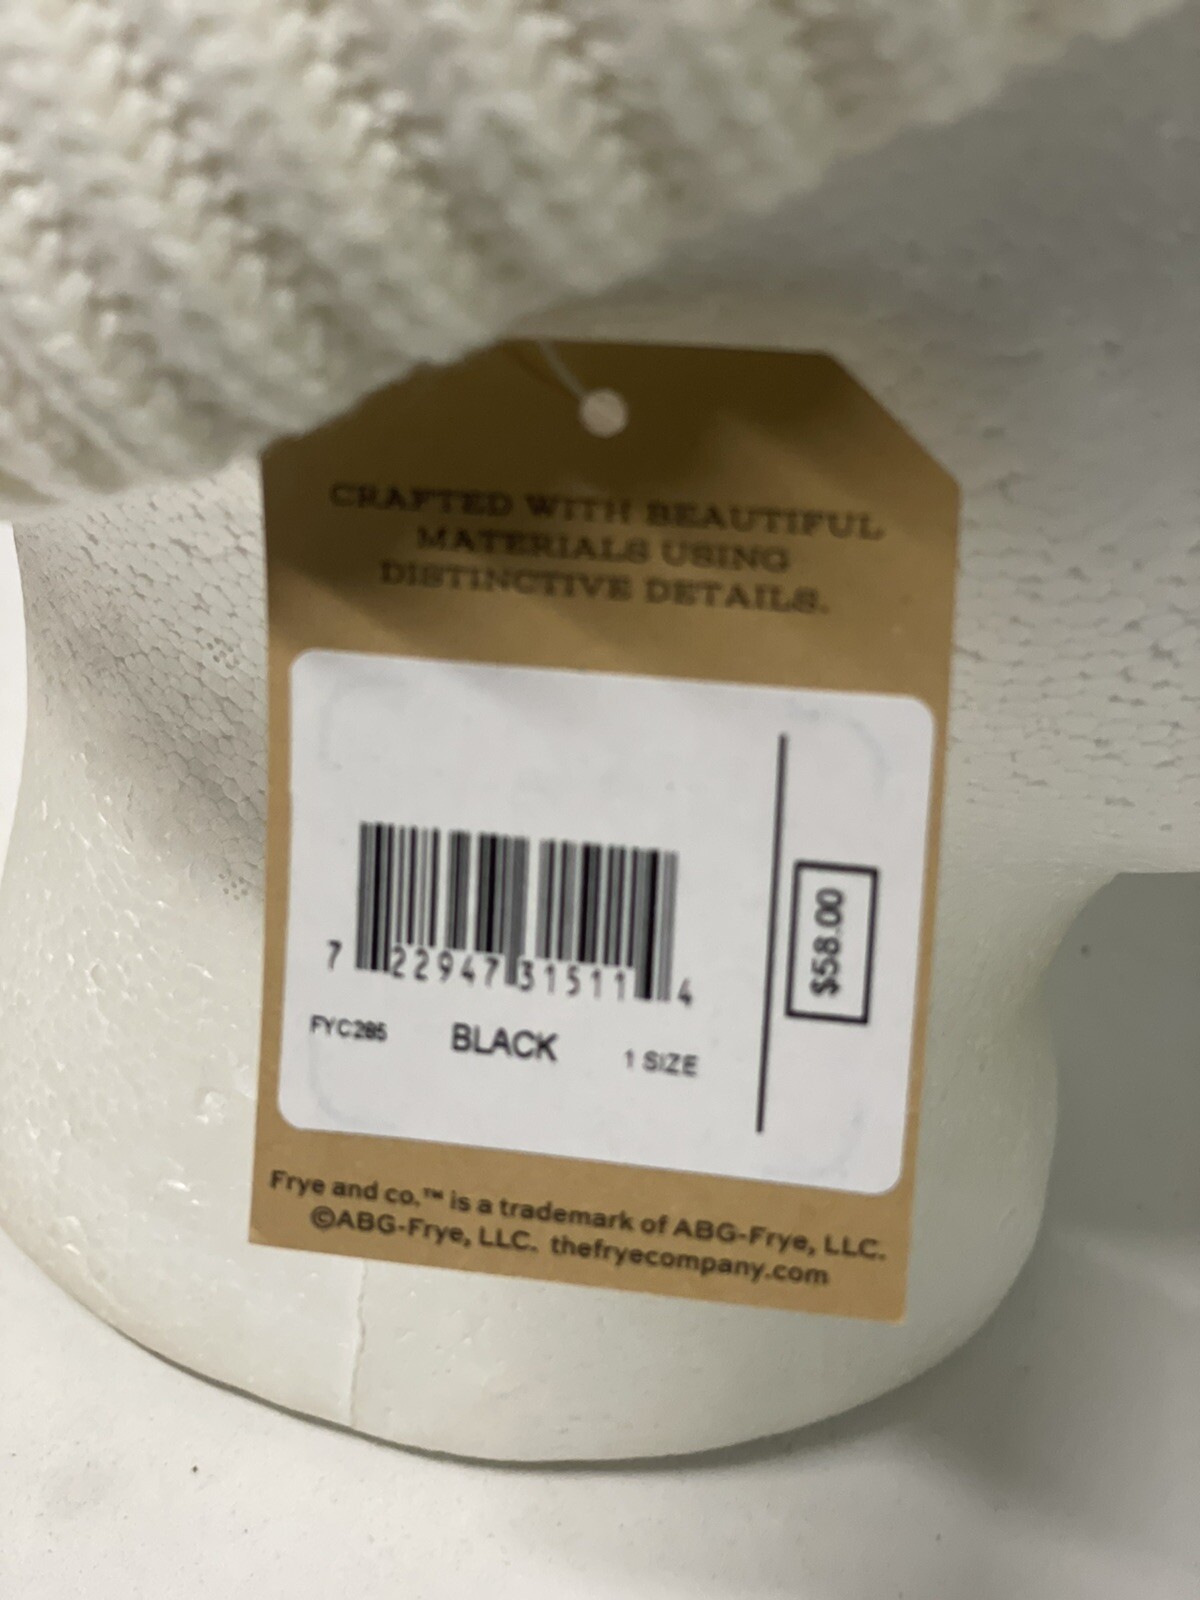 CRAFTED WITH BEAUTIFUL
MATERIALS USING
DISTINCTIVE DETAILS.
7 22947 31511 4
FYC285 BLACK 1 SIZE
$58.00
Frye and co.™ is a trademark of ABG-Frye, LLC.
©ABG-Frye, LLC. thefryecompany.com